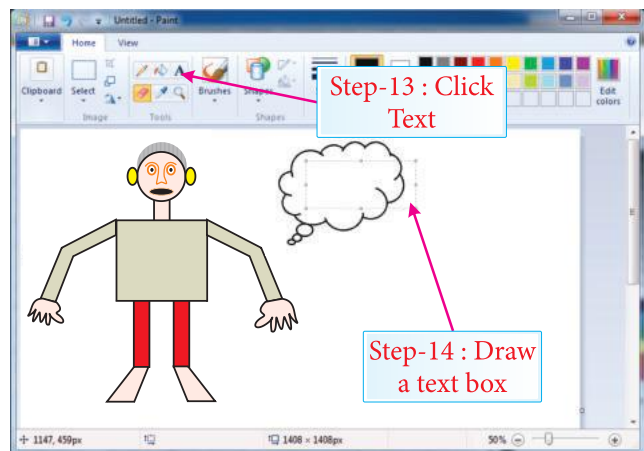 Untitled - Paint
Home View
Clipboard
Select
Image
A
Tools
Brushes
Shapes
Shapes
Edit
colors
Step-13 : Click
Text
Step-14 : Draw
a text box
1147, 459px
1408 × 1408px
50%